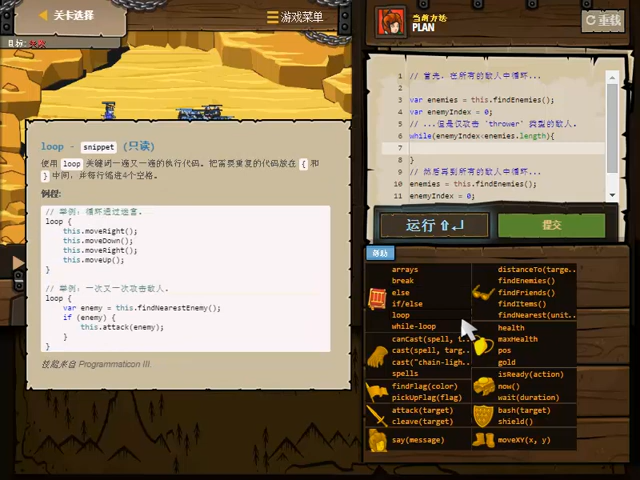 关卡选择
游戏菜单
目标:
当前方法
PLAN
重载
1 // 首先，在所有的敌人中循环...
2
3 var enemies = this.findEnemies();
4 var enemyIndex = 0;
5 // ...但是仅攻击 'thrower' 类型的敌人。
6 while(enemyIndex<enemies.length){
7
8 }
9 // 然后再到所有的敌人中循环...
10 enemies = this.findEnemies();
11 enemyIndex = 0;
运行⇧↵
提交
loop - snippet (只读)
使用 loop 关键词一遍又一遍的执行代码。把需要重复的代码放在 { 和
} 中间，并每行缩进4个空格。
例程:
// 举例: 循环通过迷宫。
loop {
this.moveRight();
this.moveDown();
this.moveRight();
this.moveUp();
}
// 举例: 一次又一次攻击敌人。
loop {
var enemy = this.findNearestEnemy();
if (enemy) {
this.attack(enemy);
}
}
技能来自 Programmaticon III.
帮助
arrays
break
else
if/else
loop
while-loop
canCast(spell, t..
cast(spell, targ..
cast("chain-ligh..
spells
findFlag(color)
pickUpFlag(flag)
attack(target)
cleave(target)
say(message)
distanceTo(targe..
findEnemies()
findFriends()
findItems()
findNearest(unit..
health
maxHealth
pos
gold
isReady(action)
now()
wait(duration)
bash(target)
shield()
moveXY(x, y)